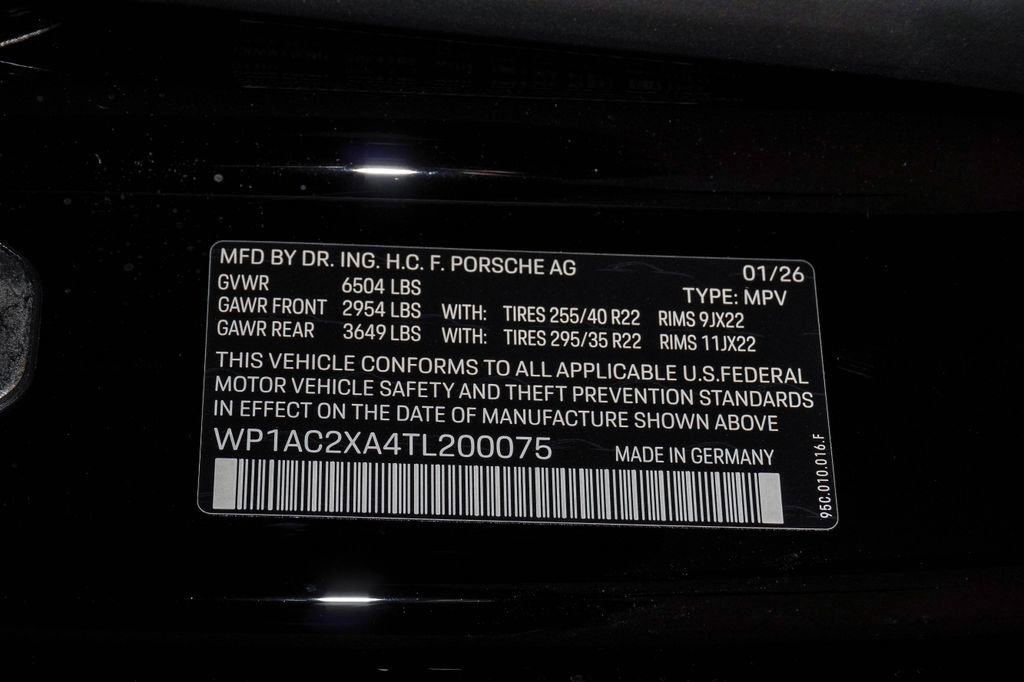 MFD BY DR. ING. H.C. F. PORSCHE AG 01/26
GVWR 6504 LBS TYPE: MPV
GAWR FRONT 2954 LBS WITH: TIRES 255/40 R22 RIMS 9JX22
GAWR REAR 3649 LBS WITH: TIRES 295/35 R22 RIMS 11JX22
THIS VEHICLE CONFORMS TO ALL APPLICABLE U.S.FEDERAL
MOTOR VEHICLE SAFETY AND THEFT PREVENTION STANDARDS
IN EFFECT ON THE DATE OF MANUFACTURE SHOWN ABOVE
WP1AC2XA4TL200075 MADE IN GERMANY
95C.010.016.F